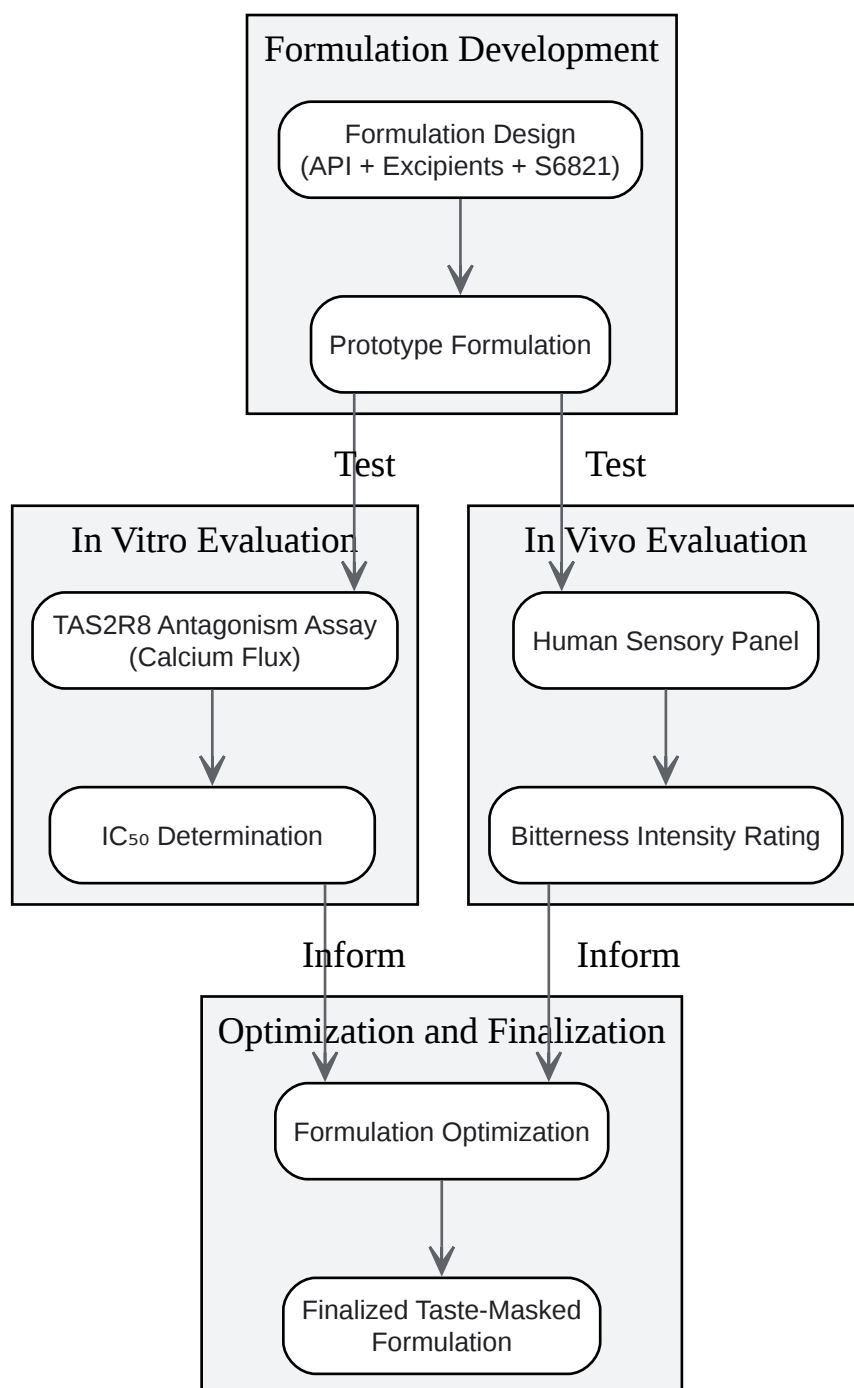 Formulation Development
Formulation Design
(API + Excipients + S6821)
Prototype Formulation
Test
Test
In Vitro Evaluation
In Vivo Evaluation
TAS2R8 Antagonism Assay
(Calcium Flux)
Human Sensory Panel
IC₅₀ Determination
Bitterness Intensity Rating
Inform
Inform
Optimization and Finalization
Formulation Optimization
Finalized Taste-Masked
Formulation